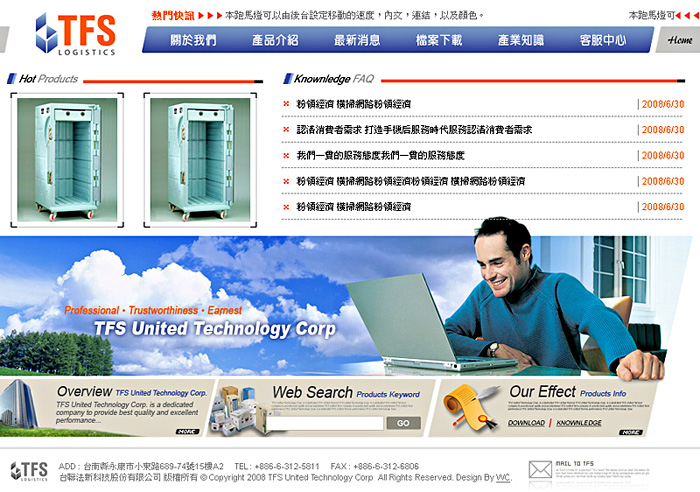 TFS
LOGISTICS
熱門快訊 ▶▶▶ 本跑馬燈可以由後台設定移動的速度，內文，連結，以及顏色。 本跑馬燈可
關於我們 產品介紹 最新消息 檔案下載 產業知識 客服中心 Home
Hot Products
Knownledge FAQ
粉領經濟 橫掃網路粉領經濟 2008/6/30
認清消費者需求 打造手機后服務時代服務認清消費者需求 2008/6/30
我們一貫的服務態度我們一貫的服務態度 2008/6/30
粉領經濟 橫掃網路粉領經濟粉領經濟 橫掃網路粉領經濟 2008/6/30
粉領經濟 橫掃網路粉領經濟 2008/6/30
Professional · Trustworthiness · Earnest
TFS United Technology Corp
Overview TFS United Technology Corp.
TFS United Technology Corp. is a dedicated
company to provide best quality and excellent
performance...
MORE
Web Search Products Keyword
GO
Our Effect Products Info
DOWNLOAD | KNOWLEDGE
MORE
TFS
LOGISTICS
ADD : 台南縣永康市小東路689-74號15樓A2 TEL : +886-6-312-5811 FAX : +886-6-312-6806
台聯法新科技股份有限公司 版權所有 © Copyright 2008 TFS United Technology Corp All Rights Reserved. Design By VVC.
MAIL TO TFS